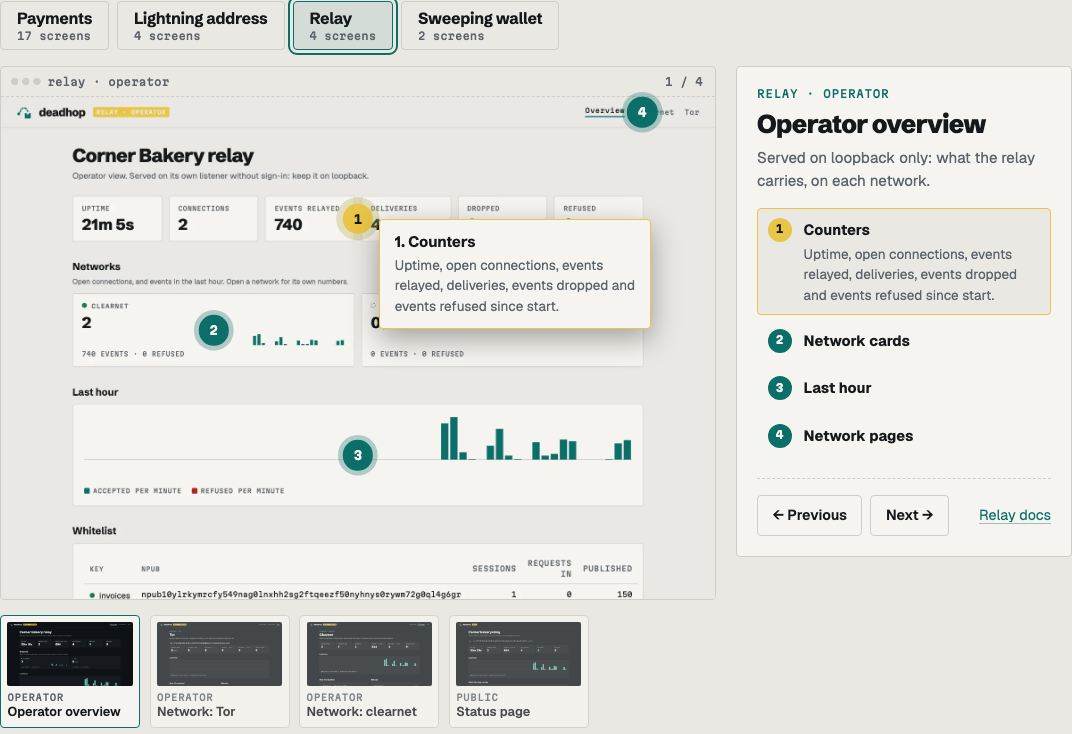 Payments
17 screens
Lightning address
4 screens
Relay
4 screens
Sweeping wallet
2 screens
relay · operator
1 / 4
deadhop
RELAY · OPERATOR
Overview
4
Tor
Corner Bakery relay
Operator view. Served on its own listener without sign-in: keep it on loopback.
UPTIME
21m 5s
CONNECTIONS
2
EVENTS RELAYED
740
1
DELIVERIES
DROPPED
REFUSED
1. Counters
Uptime, open connections, events
relayed, deliveries, events dropped and
events refused since start.
Networks
Open connections, and events in the last hour. Open a network for its own numbers.
CLEARNET
2
2
740 EVENTS · 0 REFUSED
0 EVENTS · 0 REFUSED
Last hour
3
ACCEPTED PER MINUTE
REFUSED PER MINUTE
Whitelist
KEY
NPUB
SESSIONS
REQUESTS
IN
PUBLISHED
invoices
npub10ylrkymrcfy549nag0lnxhh2sg2ftqeezf50nyhnys0rywm72g0ql4g6gr
1
0
150
RELAY · OPERATOR
Operator overview
Served on loopback only: what the relay
carries, on each network.
1
Counters
Uptime, open connections, events
relayed, deliveries, events dropped
and events refused since start.
2
Network cards
3
Last hour
4
Network pages
← Previous
Next →
Relay docs
OPERATOR
Operator overview
OPERATOR
Network: Tor
OPERATOR
Network: clearnet
PUBLIC
Status page